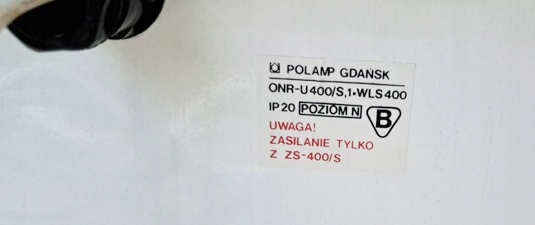 POLAMP GDAŃSK
ONR-U400/S,1×WLS400
IP20 POZIOM N B
UWAGA!
ZASILANIE TYLKO
Z ZS-400/S